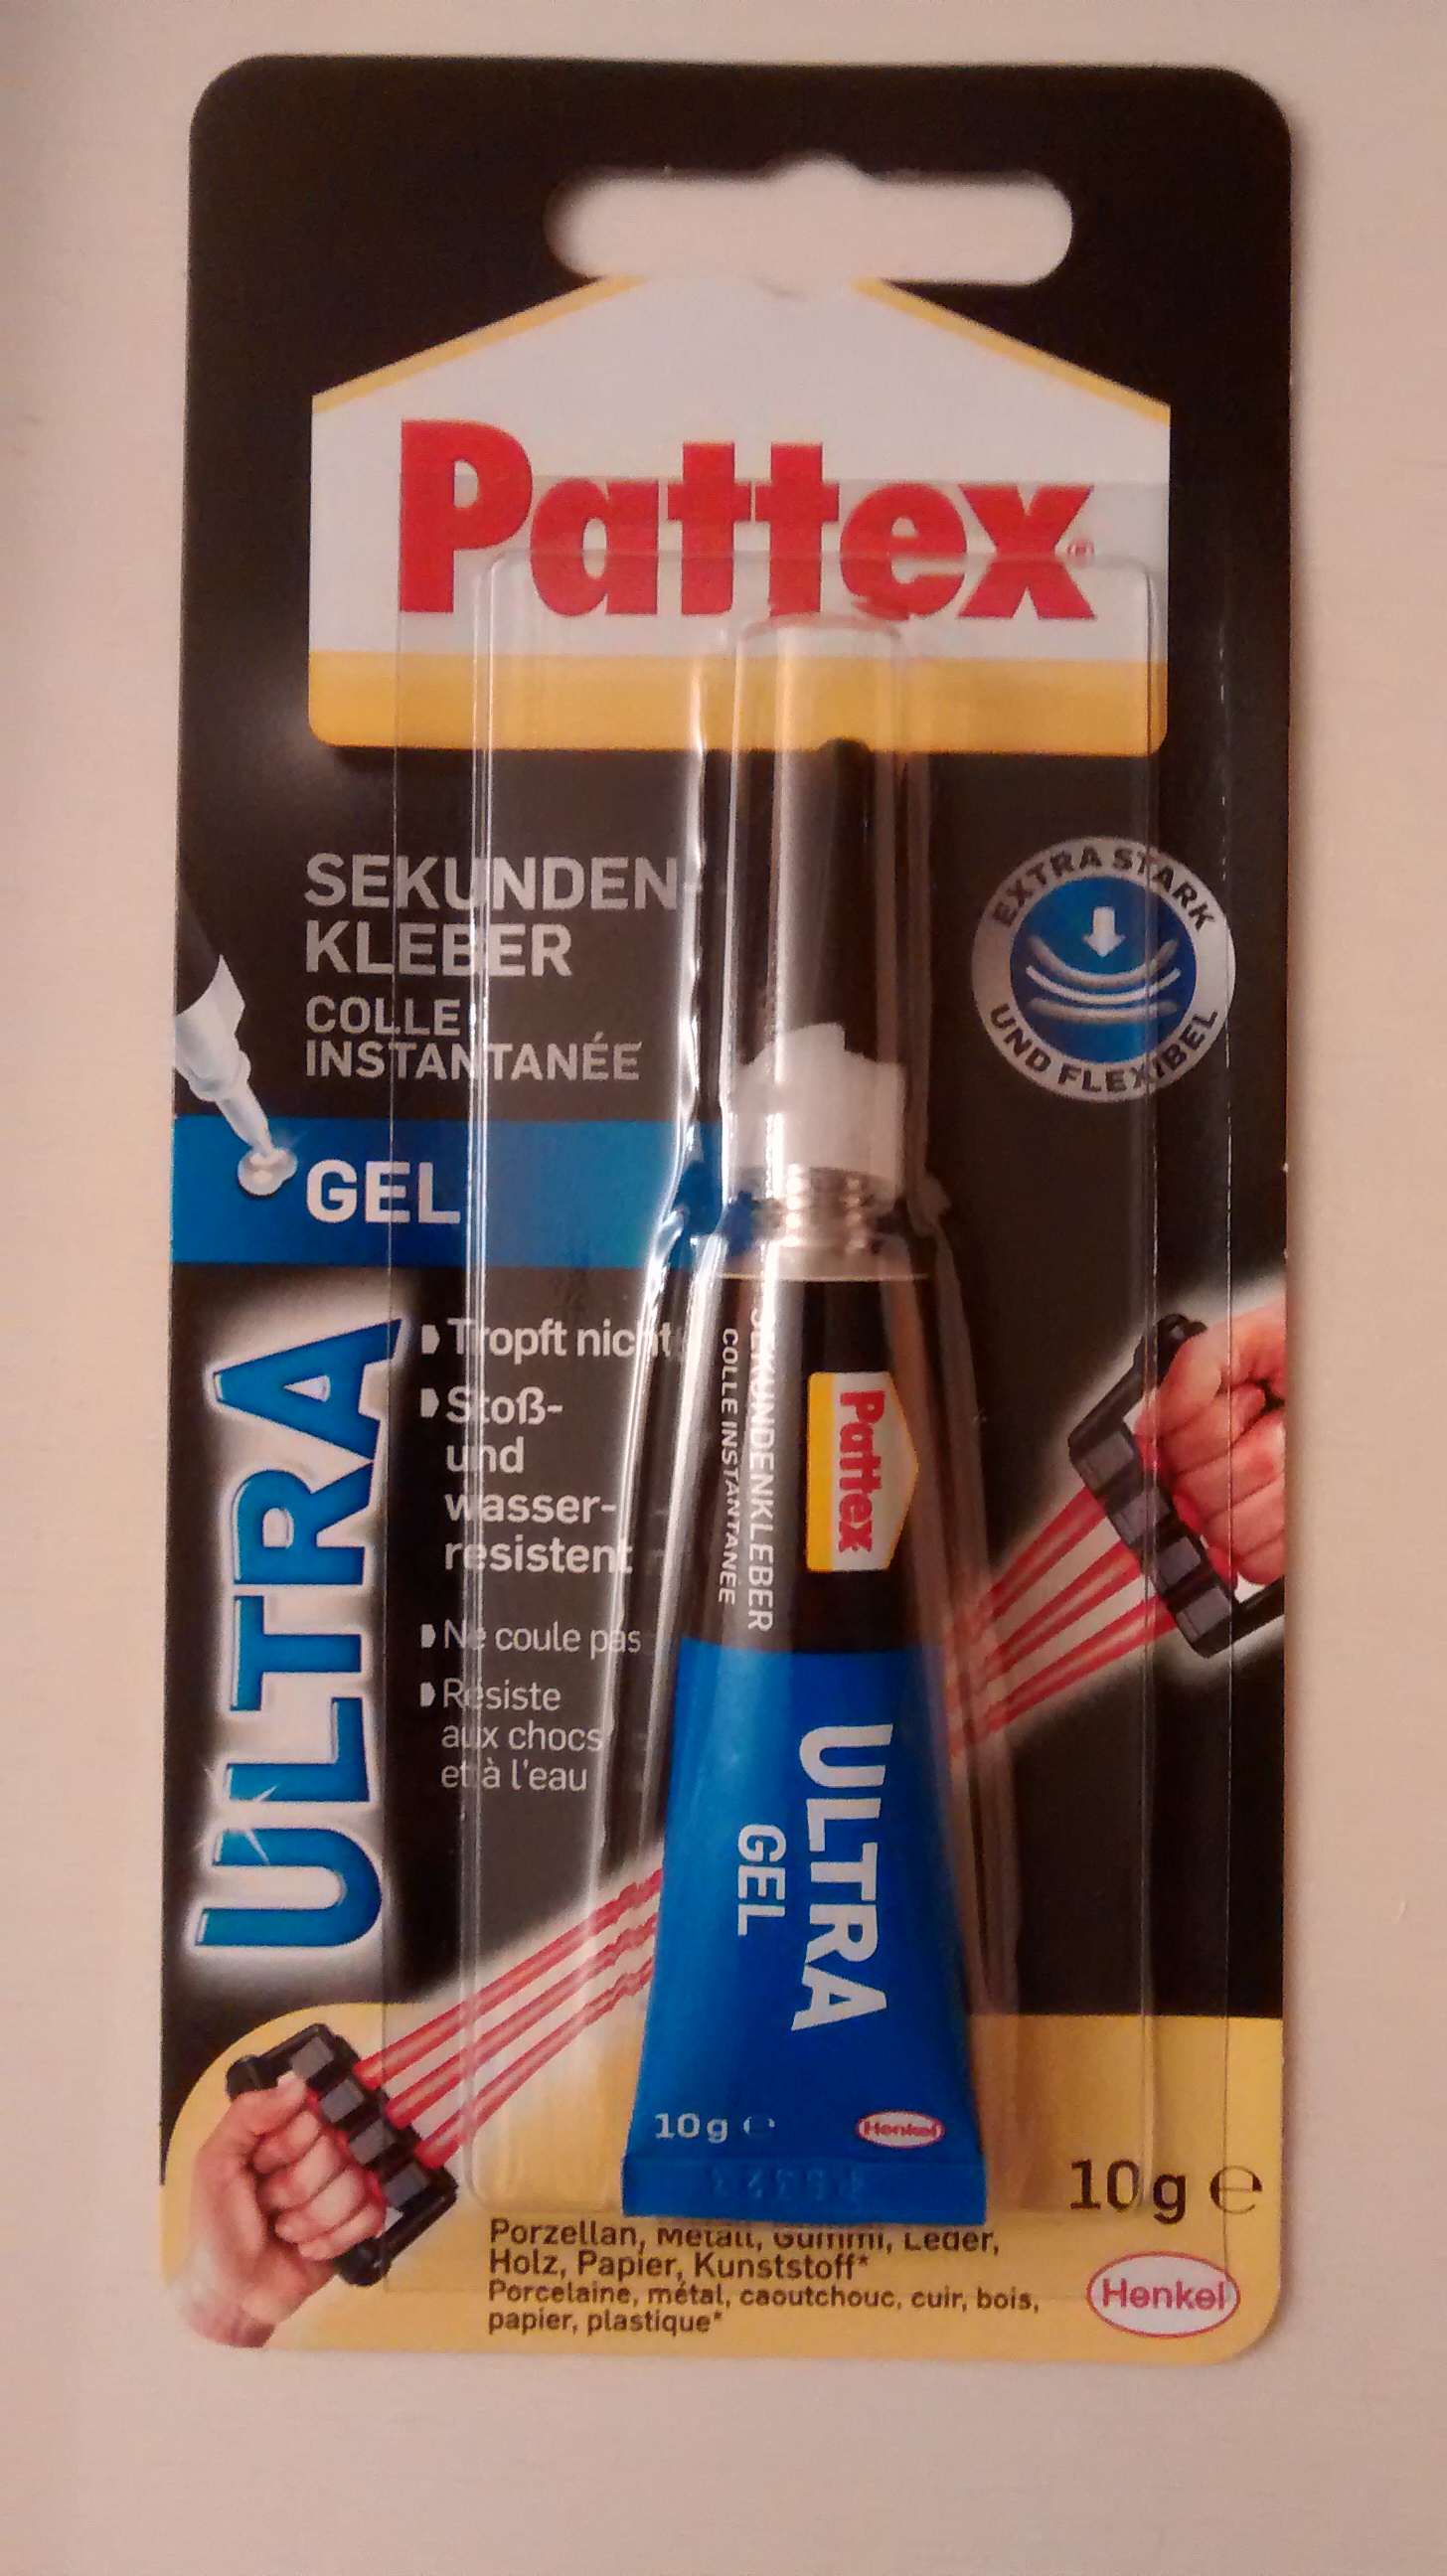 Pattex®
SEKUNDEN
KLEBER
COLLE
INSTANTANÉE
EXTRA STARK
UND FLEXIBEL
GEL
ULTRA
Tropft nicht
Stoß-
und
wasser-
resistent
Ne coule pas
Résiste
aux chocs
et à l'eau
SEKUNDENKLEBER
COLLE INSTANTANÉE
Pattex
ULTRA
GEL
10g e
Henkel
10g e
Porzellan, Metall, Gummi, Leder,
Holz, Papier, Kunststoff*
Porcelaine, métal, caoutchouc, cuir, bois,
papier, plastique*
Henkel